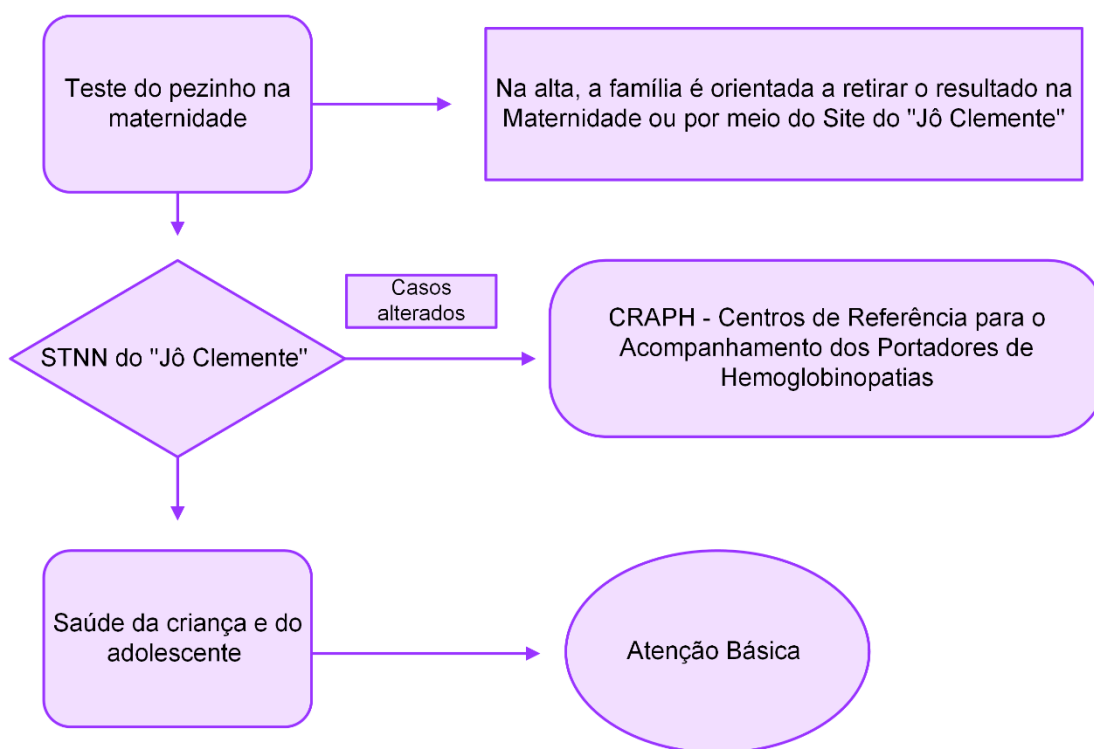 Teste do pezinho na
maternidade
Na alta, a família é orientada a retirar o resultado na
Maternidade ou por meio do Site do "Jô Clemente"
STNN do "Jô Clemente"
Casos
alterados
CRAPH - Centros de Referência para o
Acompanhamento dos Portadores de
Hemoglobinopatias
Saúde da criança e do
adolescente
Atenção Básica